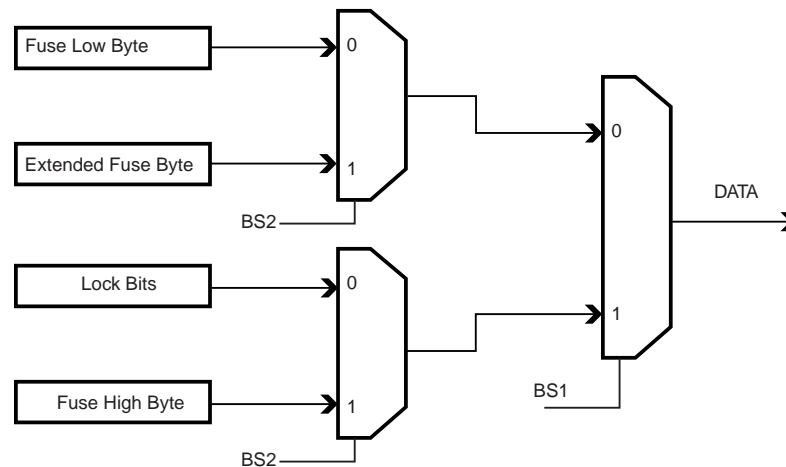 Fuse Low Byte
0
Extended Fuse Byte
1
BS2
0
DATA
Lock Bits
0
1
Fuse High Byte
1
BS1
BS2